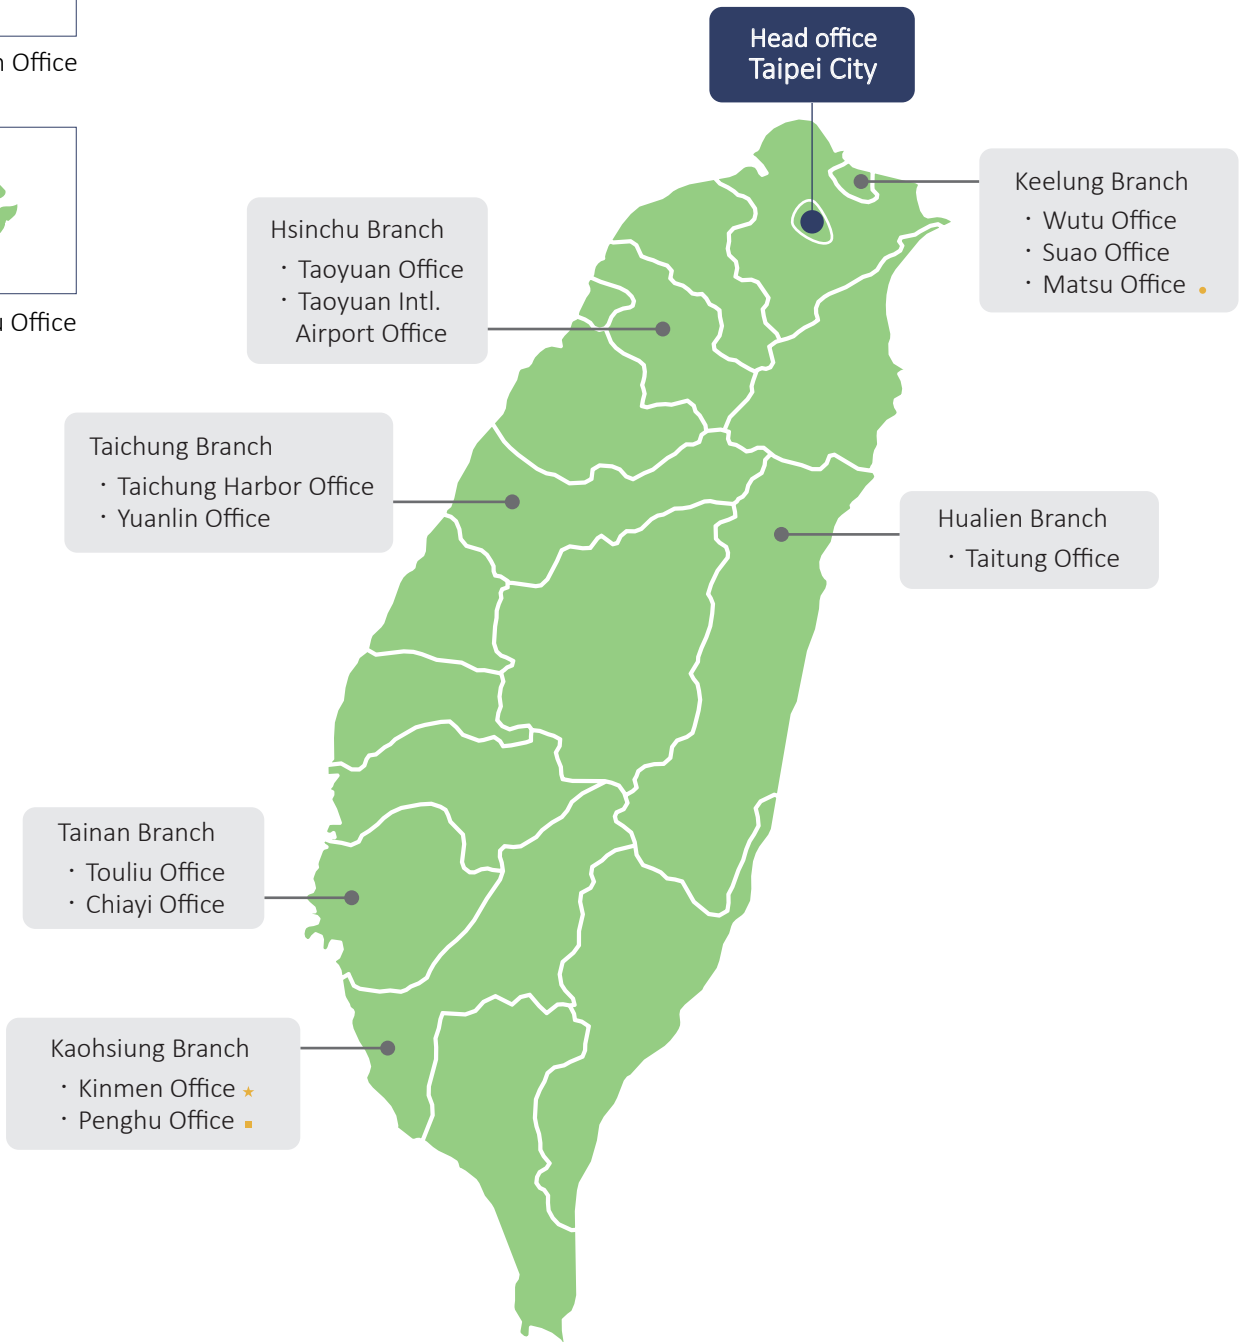 Office
Office
Head office
Taipei City
Keelung Branch
· Wutu Office
· Suao Office
· Matsu Office
Hsinchu Branch
· Taoyuan Office
· Taoyuan Intl.
Airport Office
Taichung Branch
· Taichung Harbor Office
· Yuanlin Office
Hualien Branch
· Taitung Office
Tainan Branch
· Touliu Office
· Chiayi Office
Kaohsiung Branch
· Kinmen Office
· Penghu Office